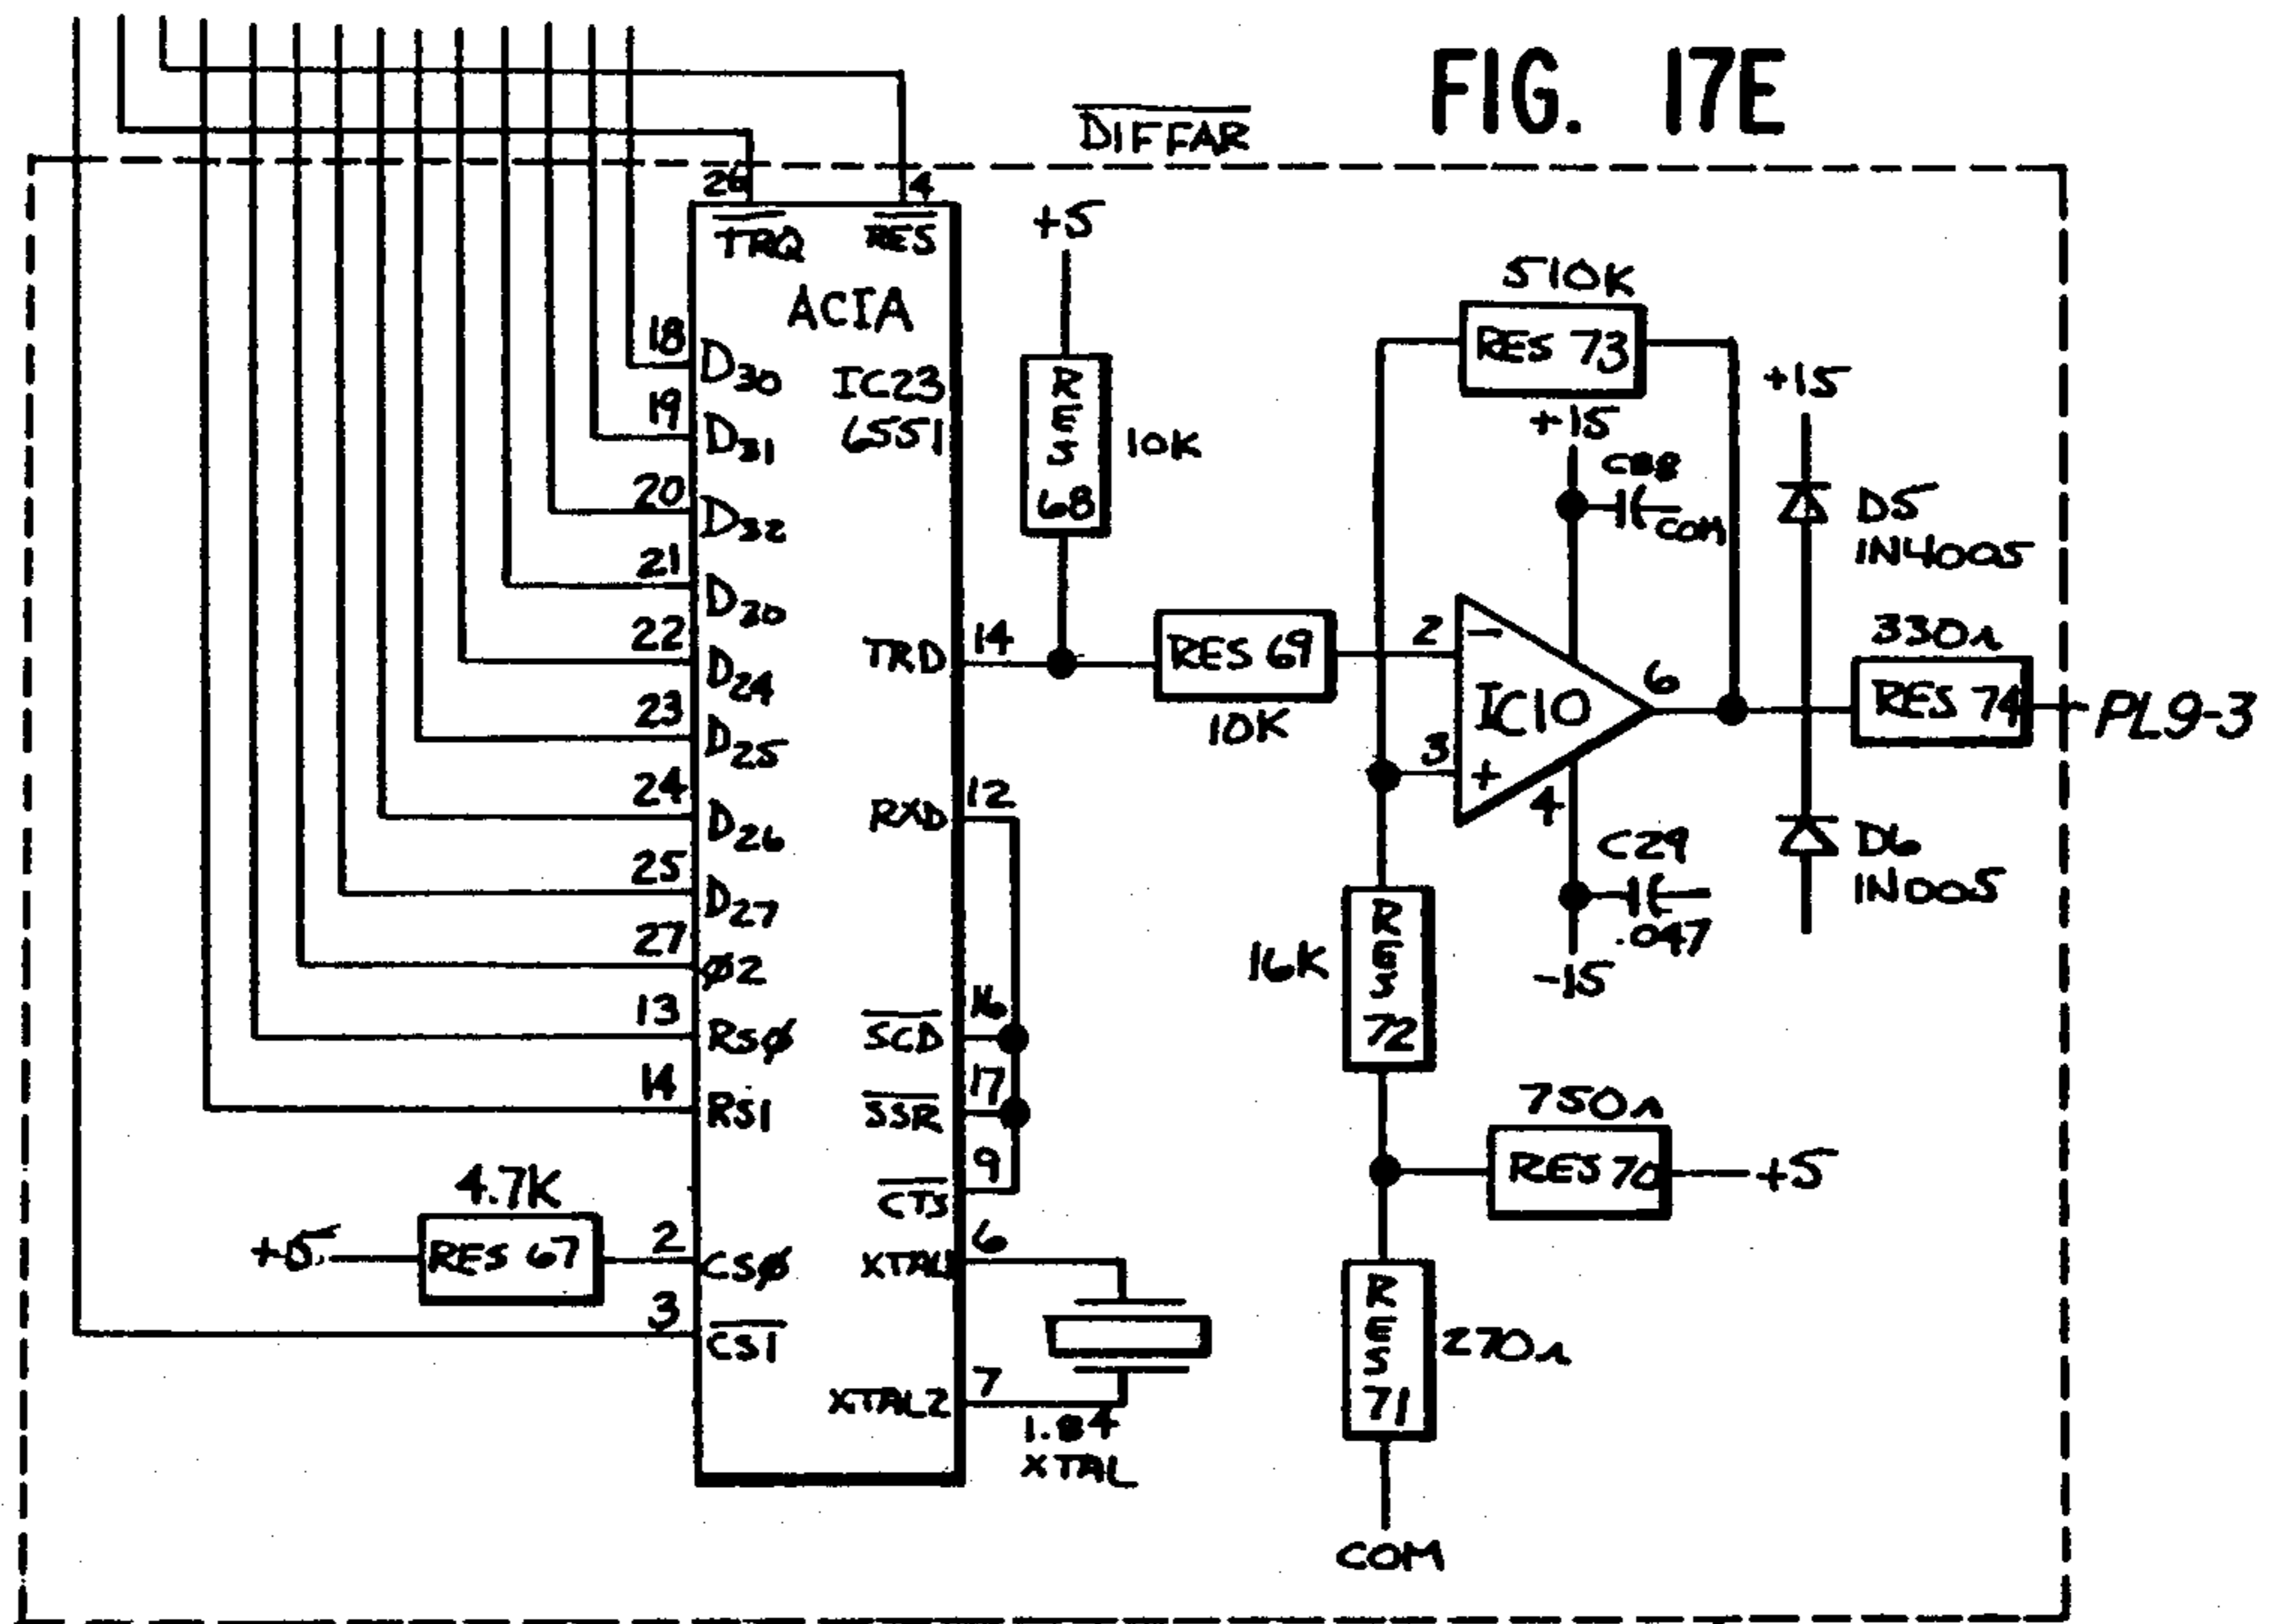 FIG. 17E
DIFFAR
26
4
TRQ
RES
ACIA
IC23
6551
18
D30
19
D31
20
D32
21
D20
22
D24
23
D25
24
D26
25
D27
27
Ø2
13
RSØ
14
RS1
+5
RES 67
4.7K
2
CSØ
3
CS1
TRD
14
RXD
12
SCD
16
SSR
17
CTS
9
XTAL1
6
XTAL2
7
1.84
XTAL
+5
RES
68
10K
RES 69
10K
510K
RES 73
+15
C28
COM
2
-
IC10
3
+
6
4
C29
.047
-15
+15
D5
IN4005
330Ω
RES 74
PL9-3
D6
IN005
16K
RES
72
750Ω
RES 70
+5
RES
71
270Ω
COM